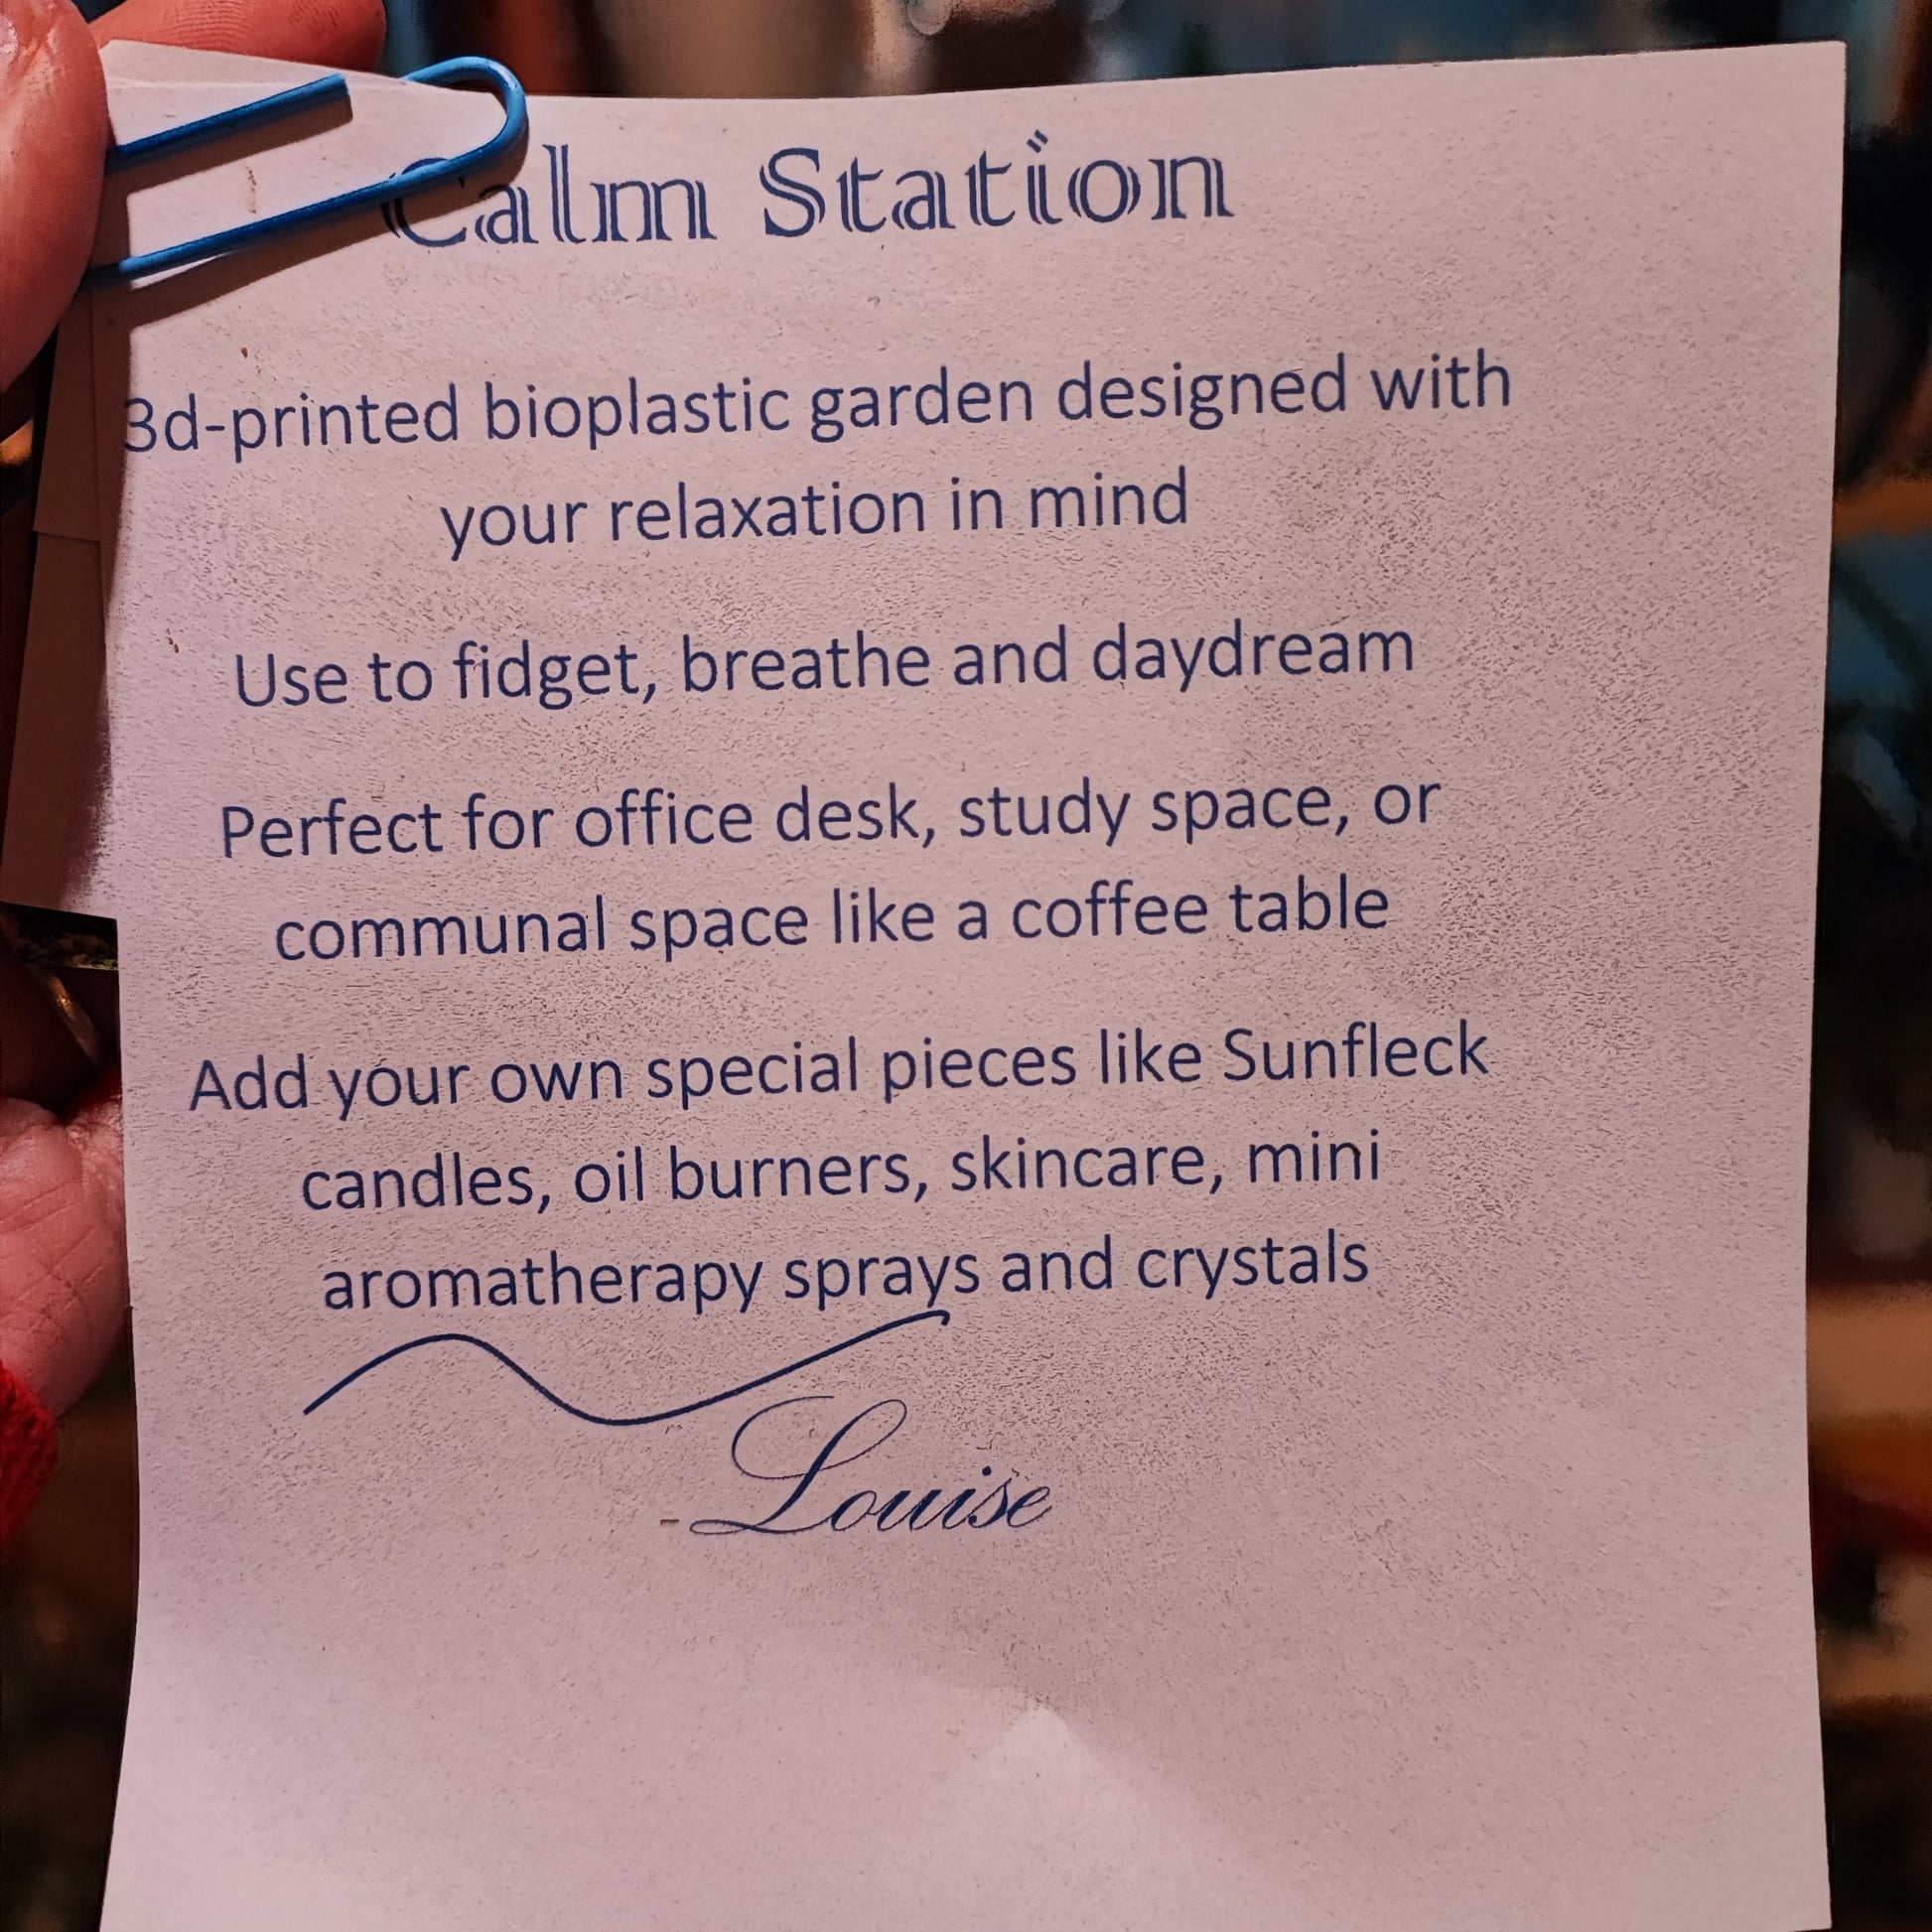 Calm Station
3d-printed bioplastic garden designed with
your relaxation in mind
Use to fidget, breathe and daydream
Perfect for office desk, study space, or
communal space like a coffee table
Add your own special pieces like Sunfleck
candles, oil burners, skincare, mini
aromatherapy sprays and crystals
-Louise